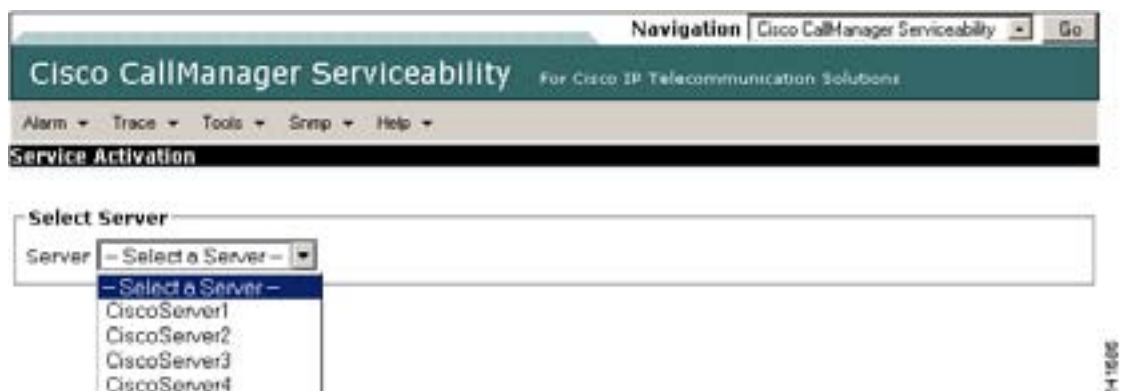 Navigation Cisco CallManager Serviceability Go
Cisco CallManager Serviceability For Cisco IP Telecommunication Solutions
Alarm Trace Tools Snmp Help
Service Activation
Select Server
Server – Select a Server –
– Select a Server –
CiscoServer1
CiscoServer2
CiscoServer3
CiscoServer4
141686